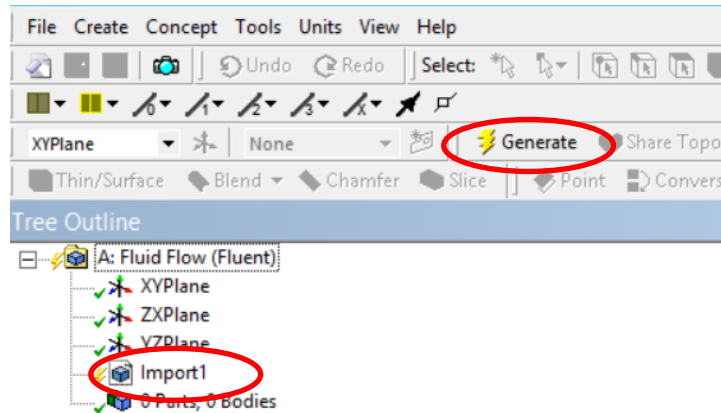 File Create Concept Tools Units View Help
Undo Redo Select:
XYPlane None Generate Share Topo
Thin/Surface Blend Chamfer Slice Point Convers
Tree Outline
A: Fluid Flow (Fluent)
XYPlane
ZXPlane
YZPlane
Import1
0 Parts, 0 Bodies